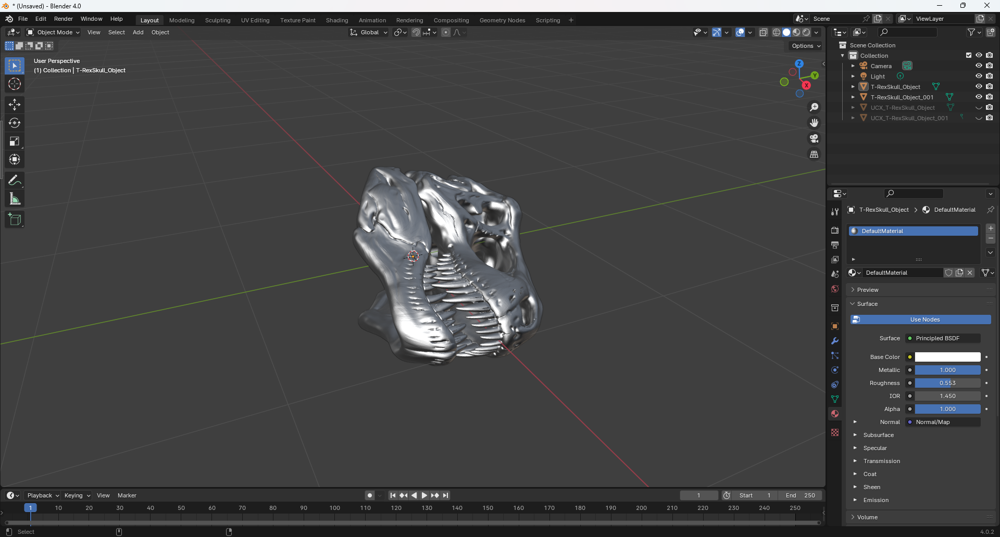 * (Unsaved) - Blender 4.0
File Edit Render Window Help
Layout Modeling Sculpting UV Editing Texture Paint Shading Animation Rendering Compositing Geometry Nodes Scripting +
Scene
ViewLayer
Object Mode View Select Add Object
Global
Options
User Perspective
(1) Collection | T-RexSkull_Object
Z
Y
X
Scene Collection
Collection
Camera
Light
T-RexSkull_Object
T-RexSkull_Object_001
UCX_T-RexSkull_Object
UCX_T-RexSkull_Object_001
T-RexSkull_Object > DefaultMaterial
DefaultMaterial
DefaultMaterial
Preview
Surface
Use Nodes
Surface Principled BSDF
Base Color
Metallic 1.000
Roughness 0.553
IOR 1.450
Alpha 1.000
Normal Normal/Map
Subsurface
Specular
Transmission
Coat
Sheen
Emission
Volume
Playback Keying View Marker
1
Start 1 End 250
1 10 20 30 40 50 60 70 80 90 100 110 120 130 140 150 160 170 180 190 200 210 220 230 240 250
Select
4.0.2